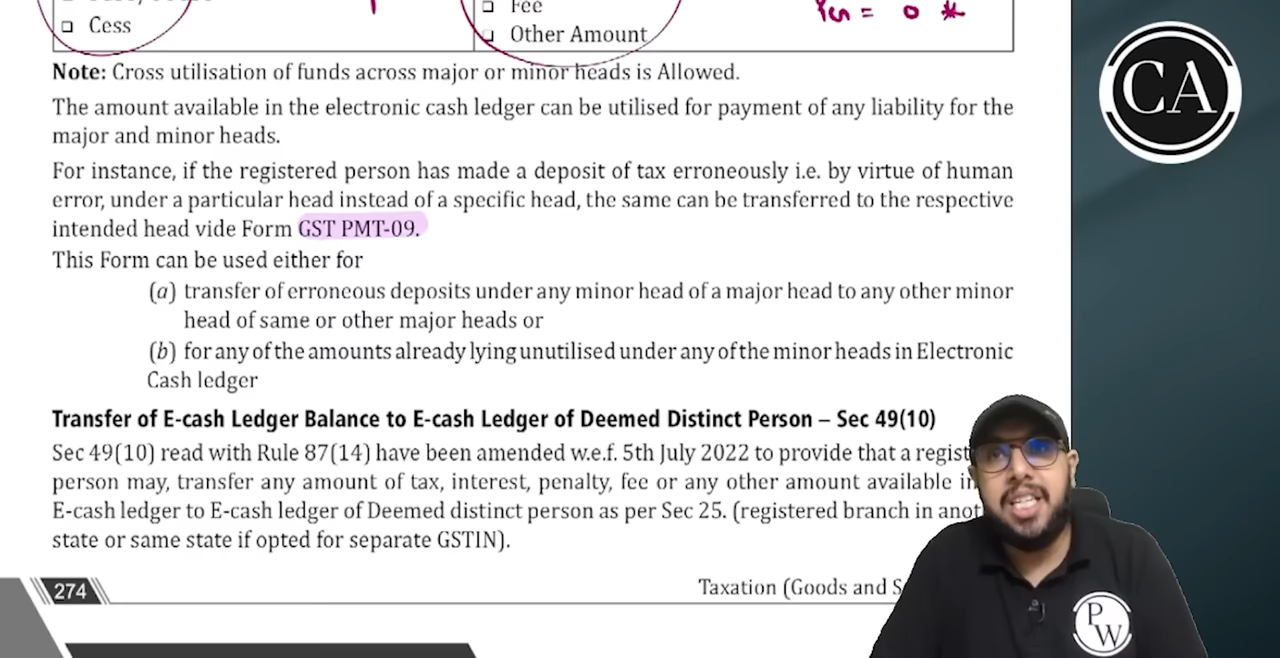 Fee
Cess
Other Amount
Note: Cross utilisation of funds across major or minor heads is Allowed.
The amount available in the electronic cash ledger can be utilised for payment of any liability for the
major and minor heads.
For instance, if the registered person has made a deposit of tax erroneously i.e. by virtue of human
error, under a particular head instead of a specific head, the same can be transferred to the respective
intended head vide Form GST PMT-09.
This Form can be used either for
(a) transfer of erroneous deposits under any minor head of a major head to any other minor
head of same or other major heads or
(b) for any of the amounts already lying unutilised under any of the minor heads in Electronic
Cash ledger
Transfer of E-cash Ledger Balance to E-cash Ledger of Deemed Distinct Person – Sec 49(10)
Sec 49(10) read with Rule 87(14) have been amended w.e.f. 5th July 2022 to provide that a regist
person may, transfer any amount of tax, interest, penalty, fee or any other amount available in
E-cash ledger to E-cash ledger of Deemed distinct person as per Sec 25. (registered branch in anot
state or same state if opted for separate GSTIN).
274
Taxation (Goods and S
CA
PW